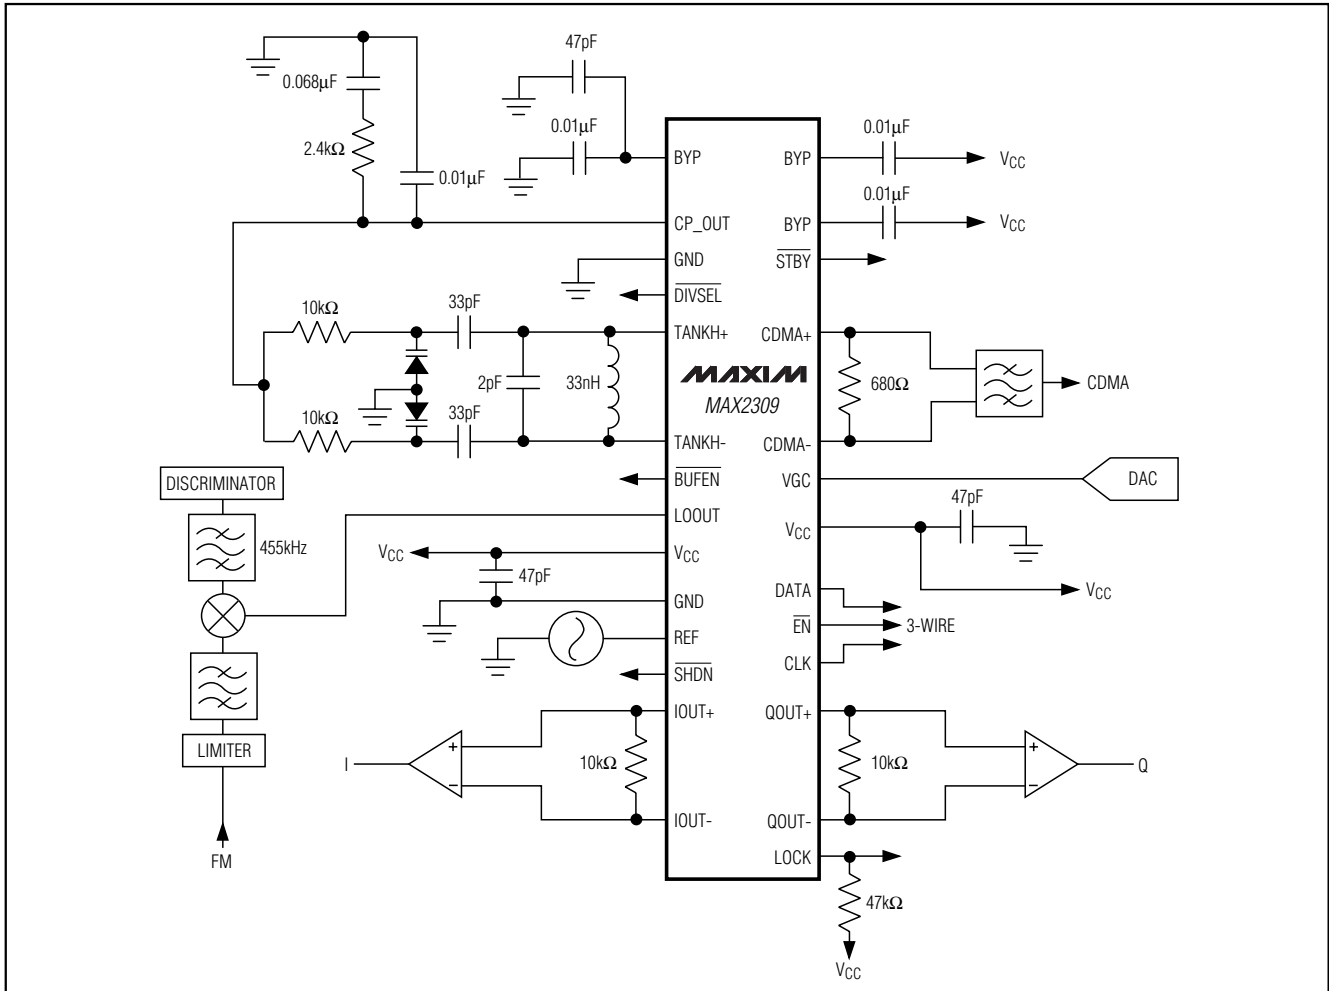 47pF
0.068μF
0.01μF
0.01μF
2.4kΩ
BYP
BYP
VCC
0.01μF
0.01μF
CP_OUT
BYP
VCC
GND
STBY
DIVSEL
10kΩ
33pF
TANKH+
CDMA+
2pF
33nH
MAXIM
MAX2309
680Ω
CDMA
10kΩ
33pF
TANKH-
CDMA-
DISCRIMINATOR
BUFEN
VGC
DAC
47pF
LOOUT
VCC
455kHz
VCC
VCC
47pF
DATA
VCC
GND
EN
3-WIRE
REF
CLK
SHDN
IOUT+
QOUT+
LIMITER
I
+
−
10kΩ
10kΩ
+
−
Q
IOUT-
QOUT-
FM
LOCK
47kΩ
VCC